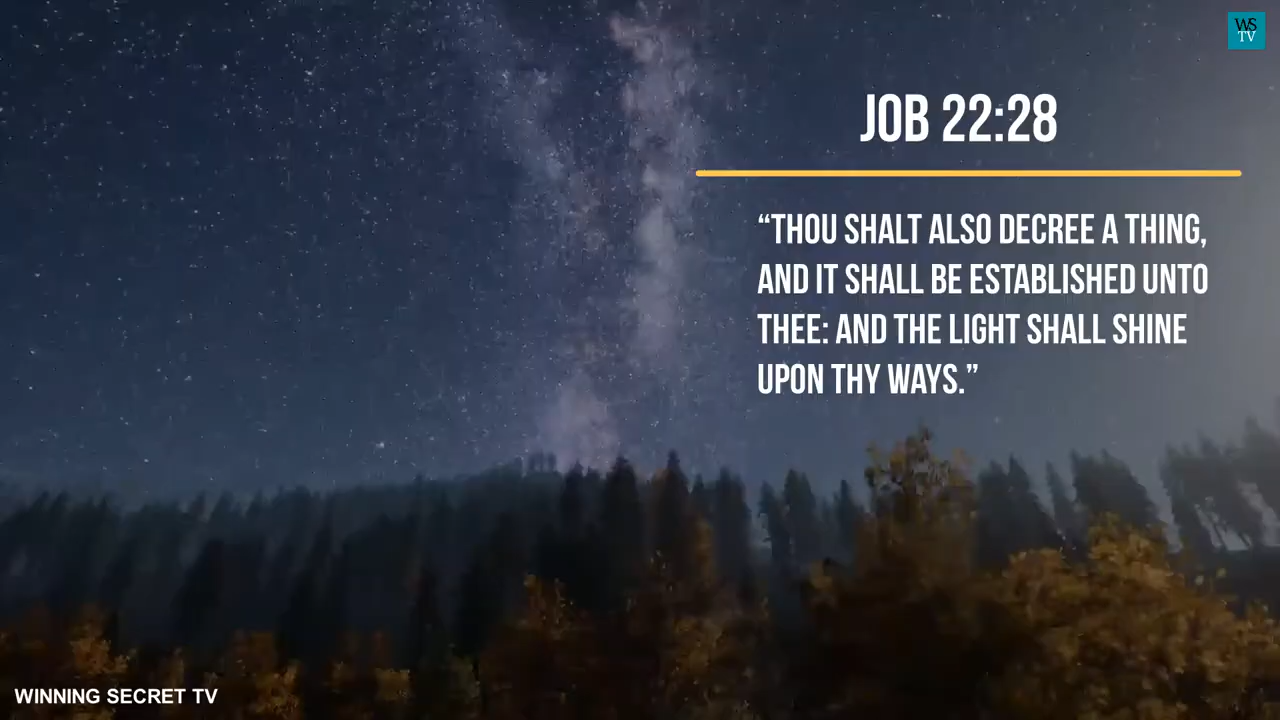 WS
TV
JOB 22:28
“THOU SHALT ALSO DECREE A THING,
AND IT SHALL BE ESTABLISHED UNTO
THEE: AND THE LIGHT SHALL SHINE
UPON THY WAYS.”
WINNING SECRET TV